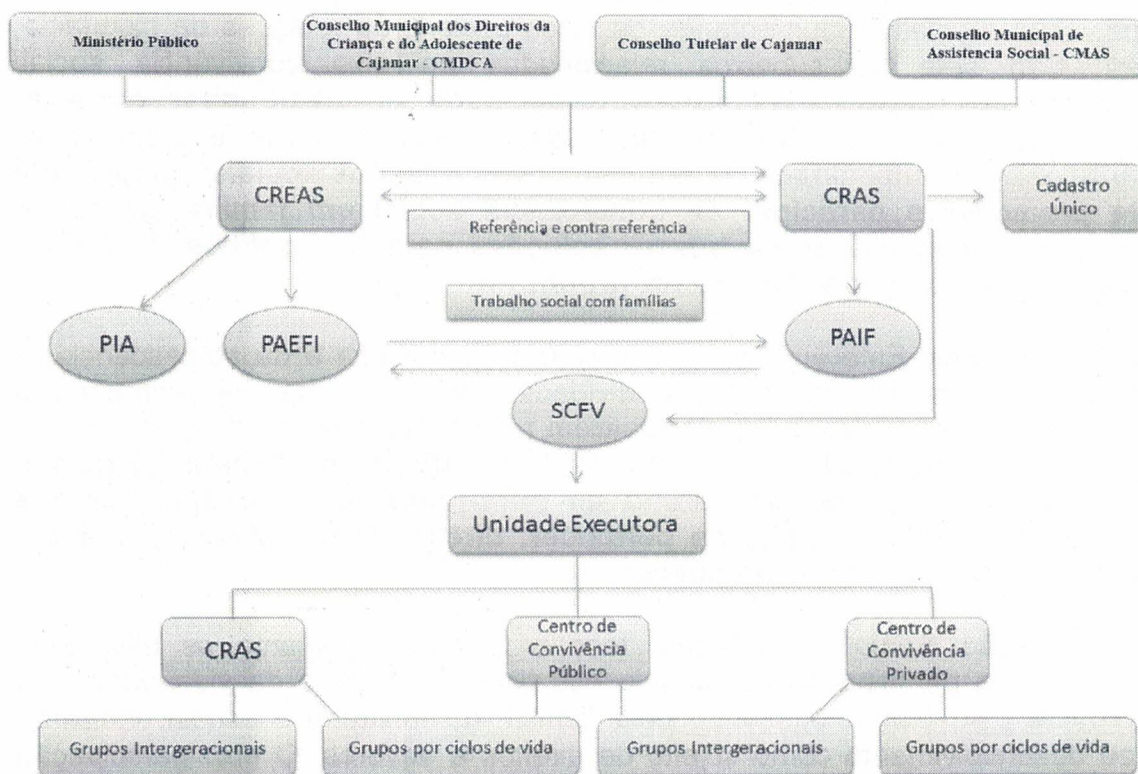 Ministério Público
Conselho Municipal dos Direitos da
Criança e do Adolescente de
Cajamar - CMDCA
Conselho Tutelar de Cajamar
Conselho Municipal de
Assistencia Social - CMAS
CREAS
CRAS
Cadastro
Único
Referência e contra referência
Trabalho social com famílias
PIA
PAEFI
PAIF
SCFV
Unidade Executora
CRAS
Centro de
Convivência
Público
Centro de
Convivência
Privado
Grupos Intergeracionais
Grupos por ciclos de vida
Grupos Intergeracionais
Grupos por ciclos de vida